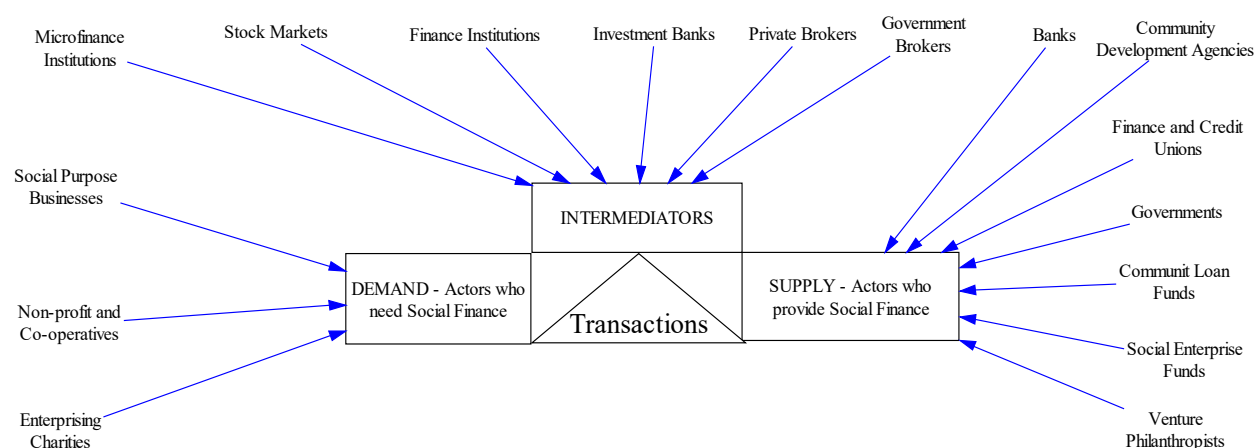 Microfinance
Institutions
Stock Markets
Finance Institutions
Investment Banks
Private Brokers
Government
Brokers
Banks
Community
Development Agencies
Finance and Credit
Unions
Social Purpose
Businesses
Governments
INTERMEDIATORS
DEMAND - Actors who
need Social Finance
SUPPLY - Actors who
provide Social Finance
Communit Loan
Funds
Transactions
Non-profit and
Co-operatives
Social Enterprise
Funds
Enterprising
Charities
Venture
Philanthropists